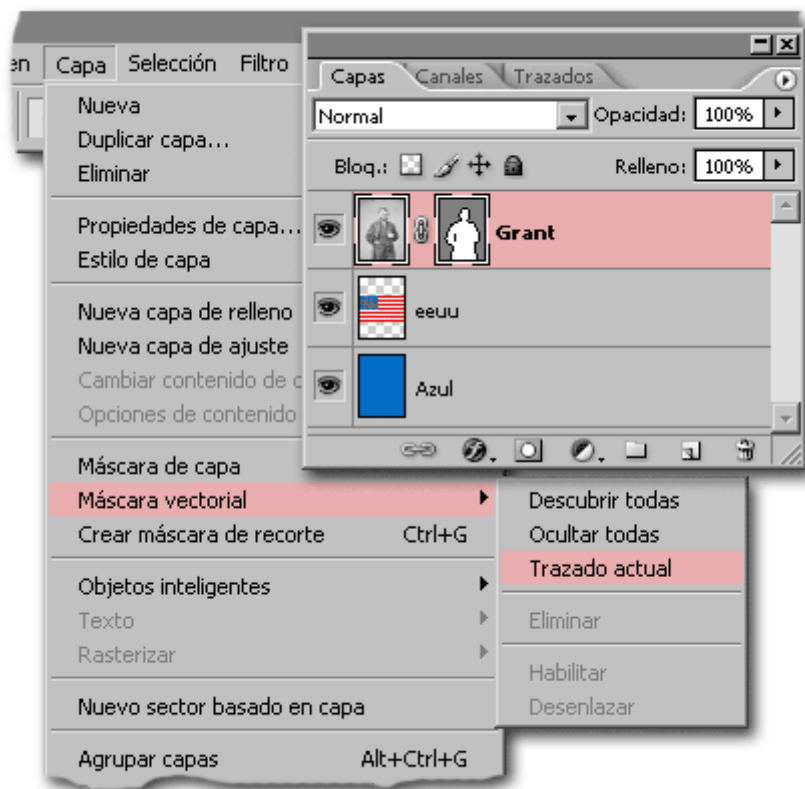 en Capa Selección Filtro
Nueva
Duplicar capa...
Eliminar
Propiedades de capa...
Estilo de capa
Nueva capa de relleno
Nueva capa de ajuste
Cambiar contenido de c
Opciones de contenido
Máscara de capa
Máscara vectorial
Crear máscara de recorte Ctrl+G
Objetos inteligentes
Texto
Rasterizar
Nuevo sector basado en capa
Agrupar capas Alt+Ctrl+G
Capas Canales Trazados
Normal Opacidad: 100%
Bloq.: Relleno: 100%
Grant
eeuu
Azul
Descubrir todas
Ocultar todas
Trazado actual
Eliminar
Habilitar
Desenlazar